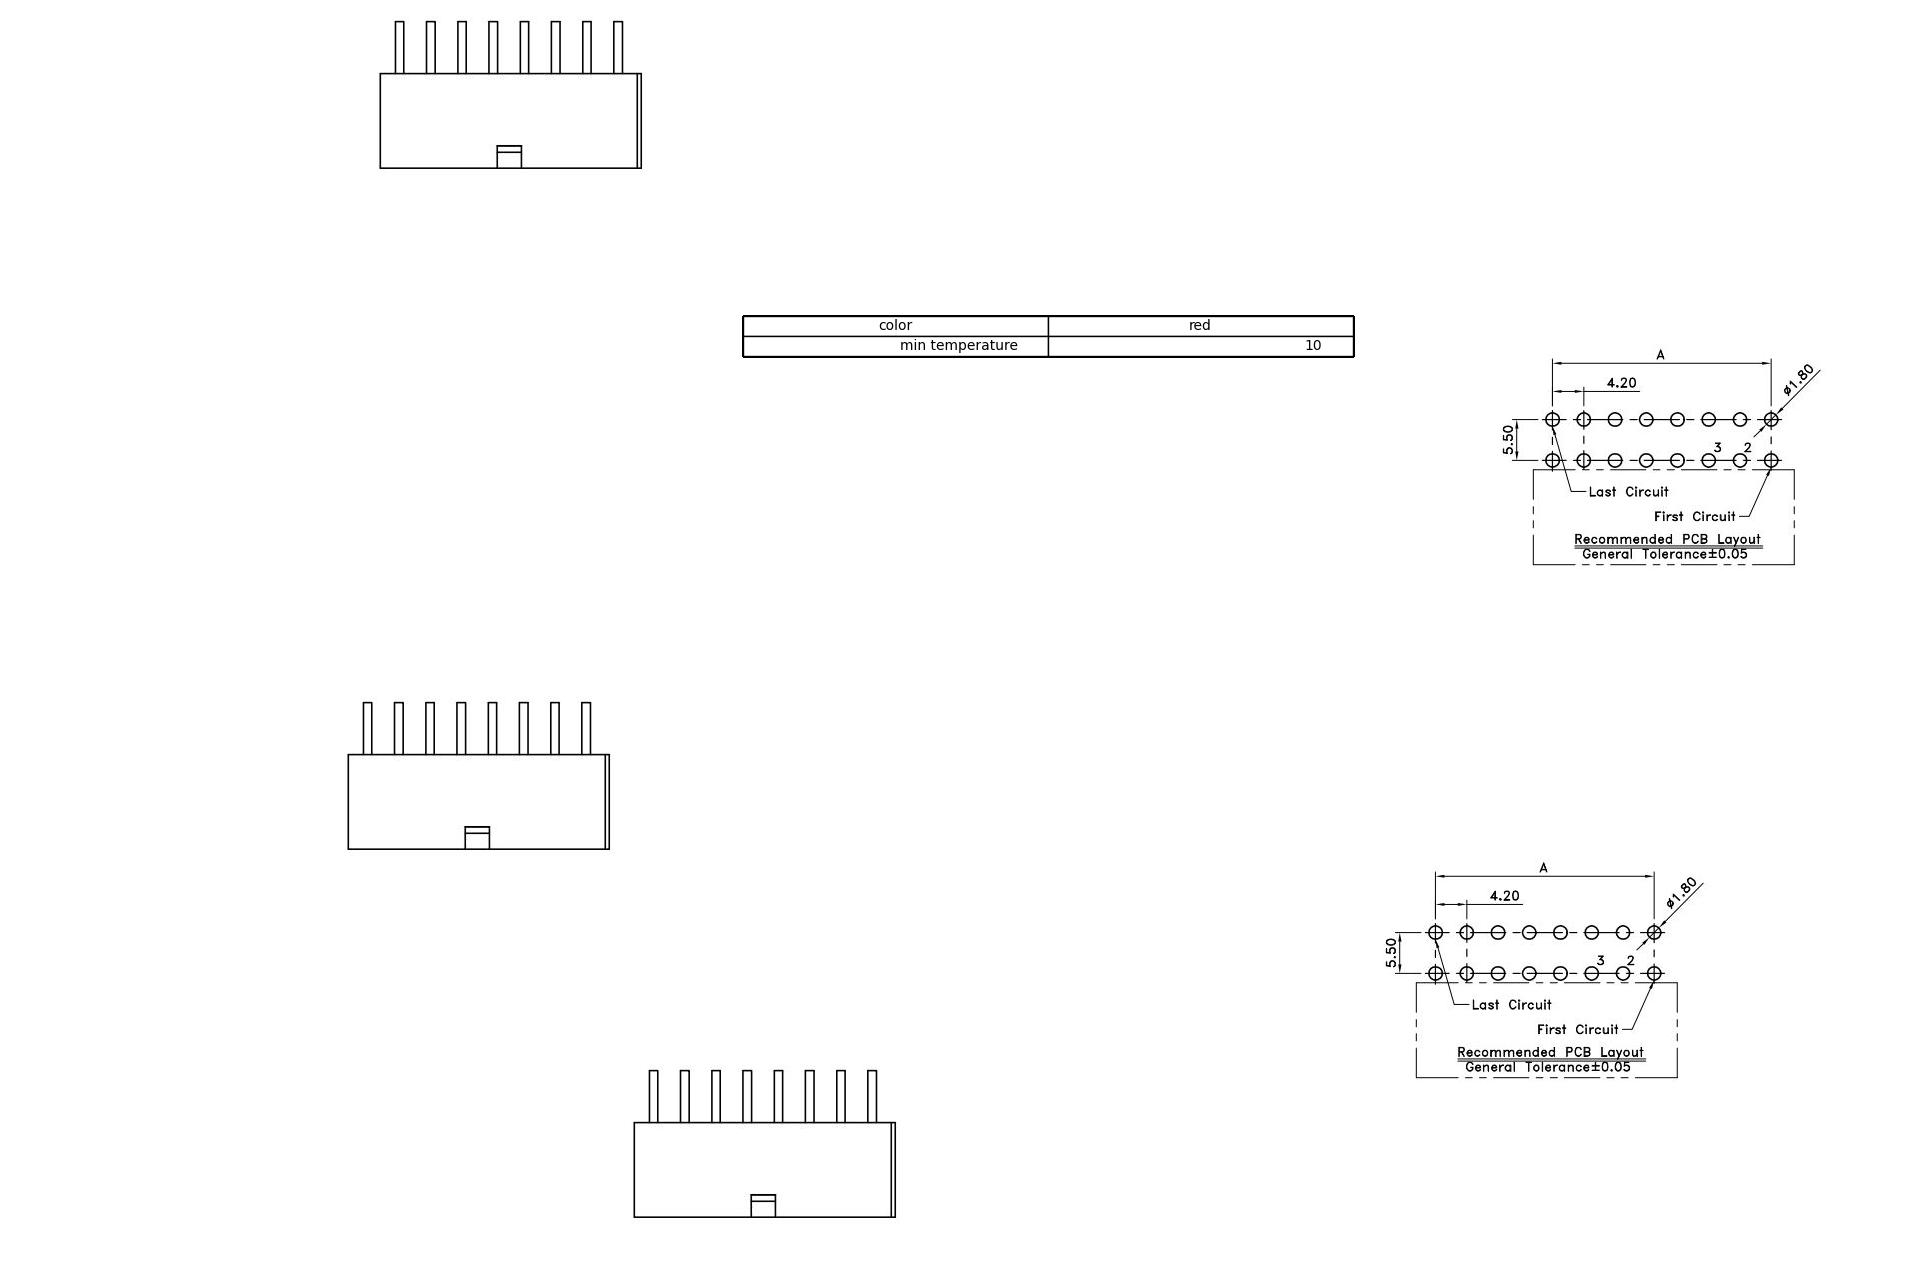 color red
min temperature 10
A
4.20
ø1.80
5.50
3 2
Last Circuit
First Circuit
Recommended PCB Layout
General Tolerance±0.05
A
4.20
ø1.80
5.50
3 2
Last Circuit
First Circuit
Recommended PCB Layout
General Tolerance±0.05